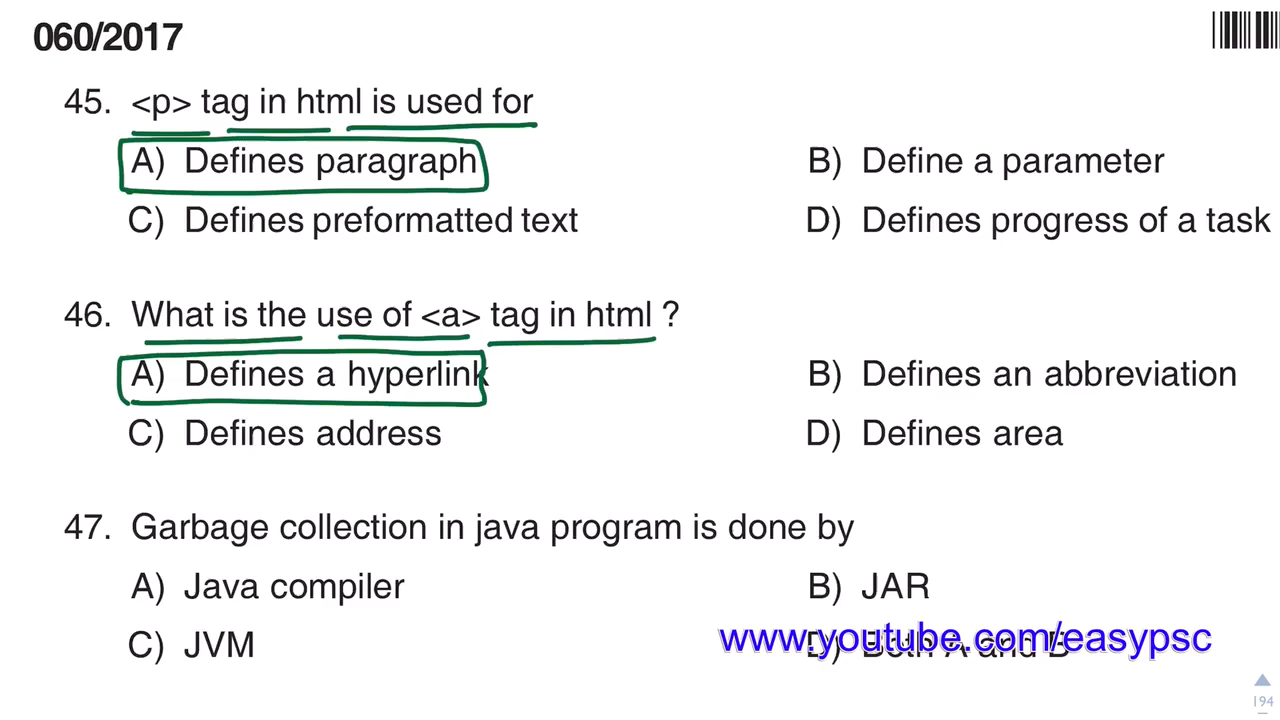 060/2017
45. <p> tag in html is used for
A) Defines paragraph B) Define a parameter
C) Defines preformatted text D) Defines progress of a task
46. What is the use of <a> tag in html ?
A) Defines a hyperlink B) Defines an abbreviation
C) Defines address D) Defines area
47. Garbage collection in java program is done by
A) Java compiler B) JAR
C) JVM D) Both A and B
www.youtube.com/easypsc
194